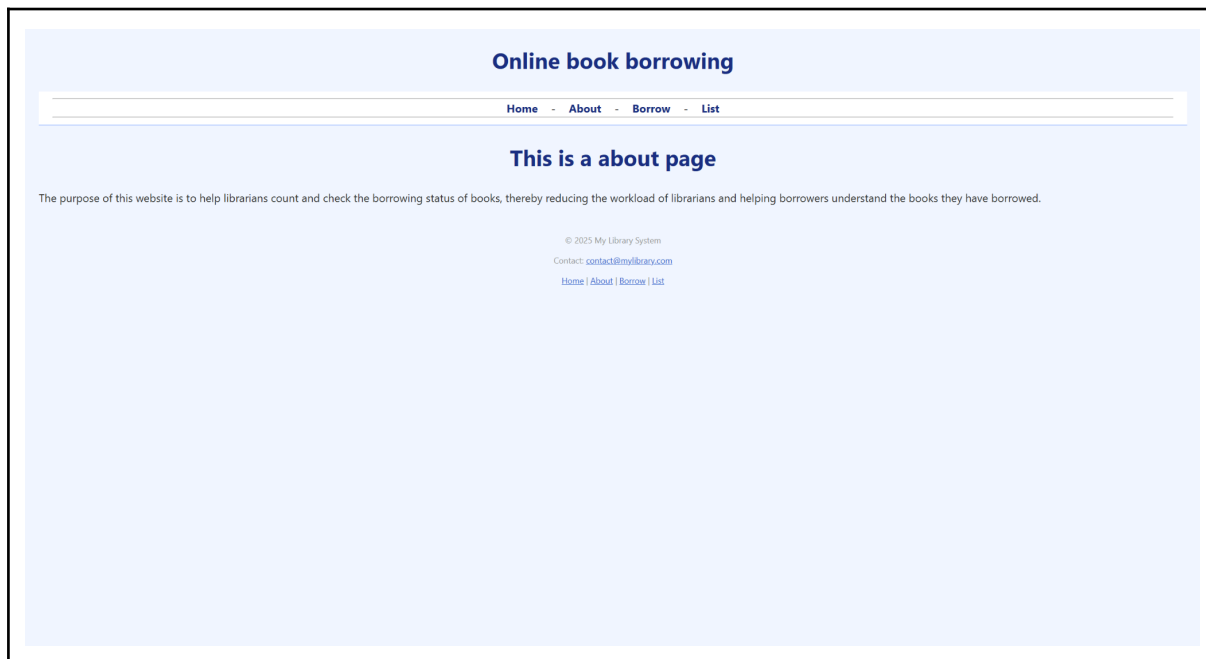 Online book borrowing
Home - About - Borrow - List
This is a about page
The purpose of this website is to help librarians count and check the borrowing status of books, thereby reducing the workload of librarians and helping borrowers understand the books they have borrowed.
© 2025 My Library System
Contact: contact@mylibrary.com
Home | About | Borrow | List